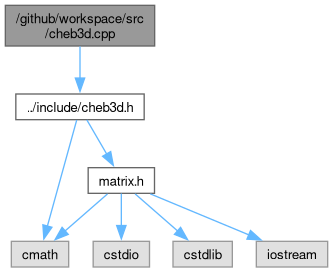 /github/workspace/src
/cheb3d.cpp
../include/cheb3d.h
matrix.h
cmath
cstdio
cstdlib
iostream